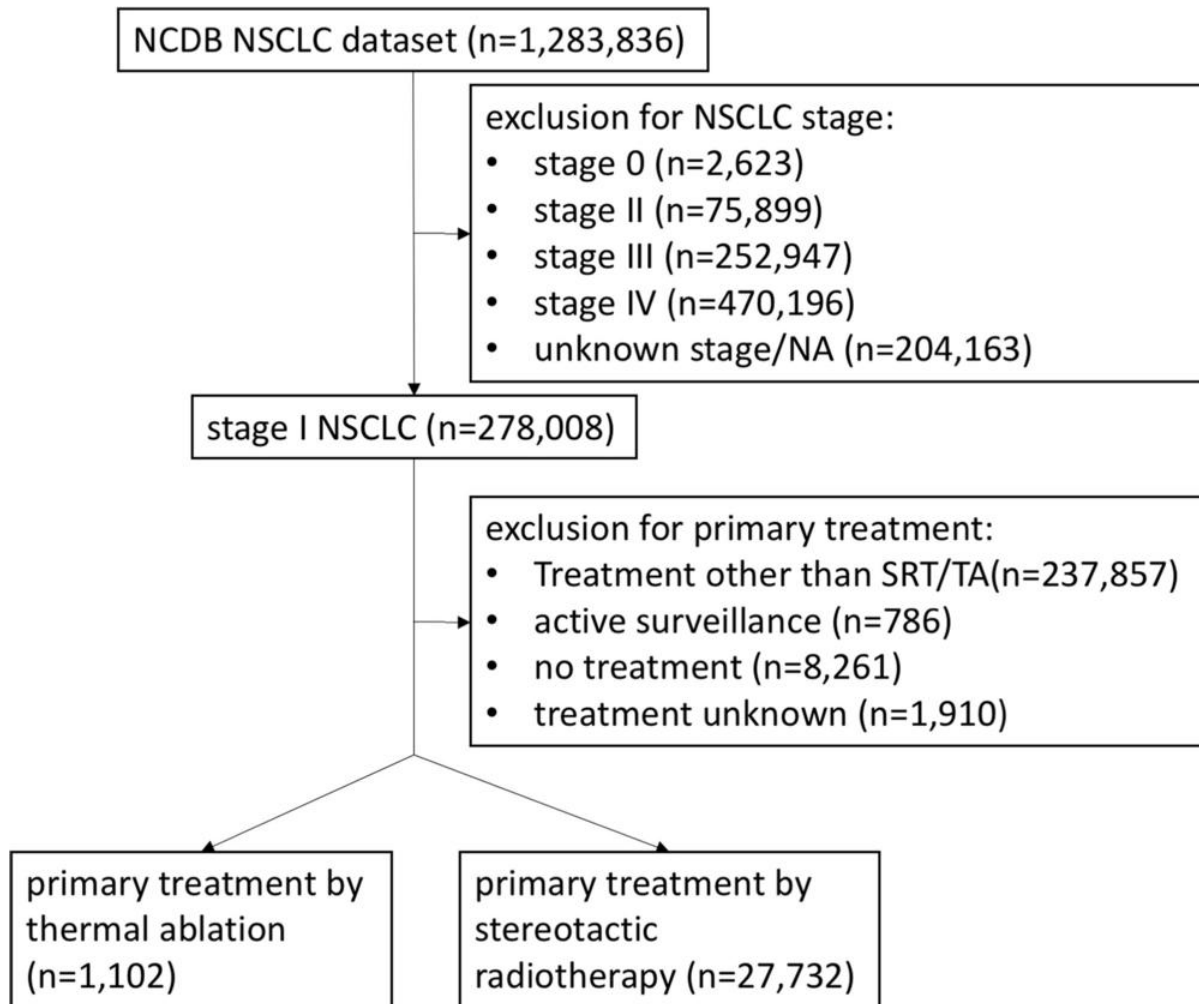 NCDB NSCLC dataset (n=1,283,836)
exclusion for NSCLC stage:
• stage 0 (n=2,623)
• stage II (n=75,899)
• stage III (n=252,947)
• stage IV (n=470,196)
• unknown stage/NA (n=204,163)
stage I NSCLC (n=278,008)
exclusion for primary treatment:
• Treatment other than SRT/TA(n=237,857)
• active surveillance (n=786)
• no treatment (n=8,261)
• treatment unknown (n=1,910)
primary treatment by
thermal ablation
(n=1,102)
primary treatment by
stereotactic
radiotherapy (n=27,732)